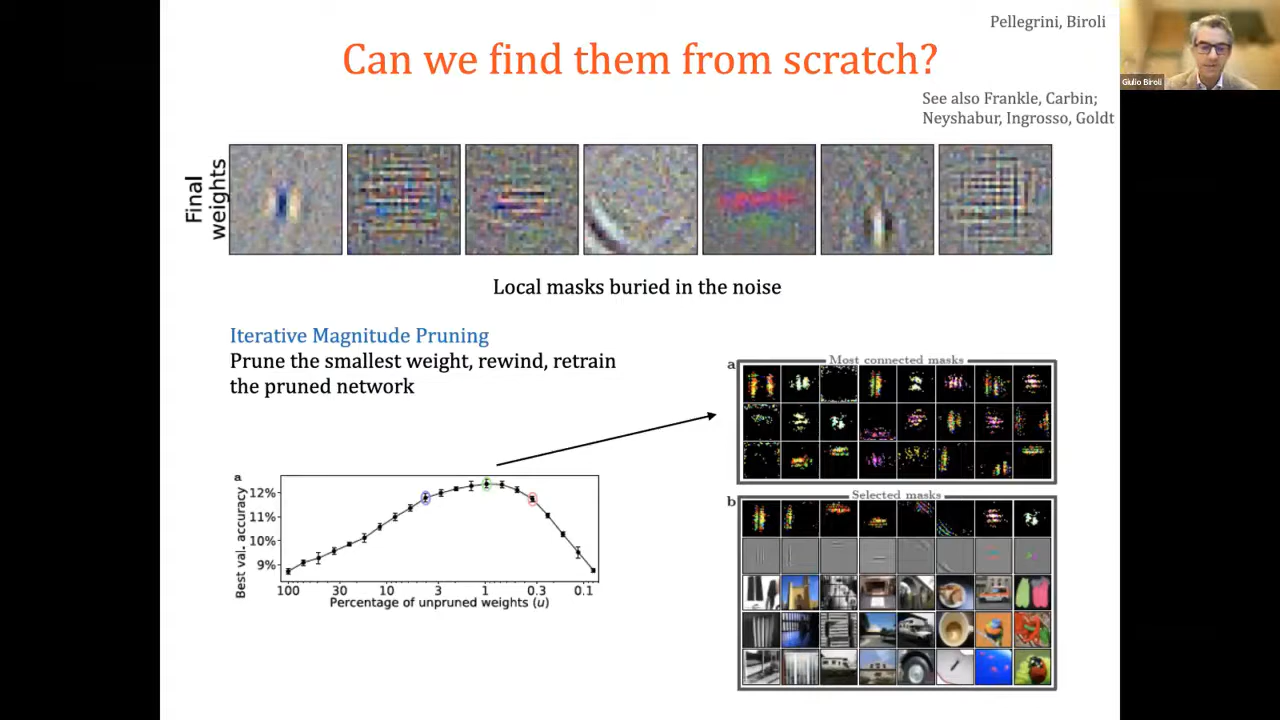 Pellegrini, Biroli
Can we find them from scratch?
Giulio Biroli
See also Frankle, Carbin;
Neyshabur, Ingrosso, Goldt
Final
weights
Local masks buried in the noise
Iterative Magnitude Pruning
Prune the smallest weight, rewind, retrain
the pruned network
a
Most connected masks
a
Best val. accuracy
12%
11%
10%
9%
100 30 10 3 1 0.3 0.1
Percentage of unpruned weights (u)
b
Selected masks